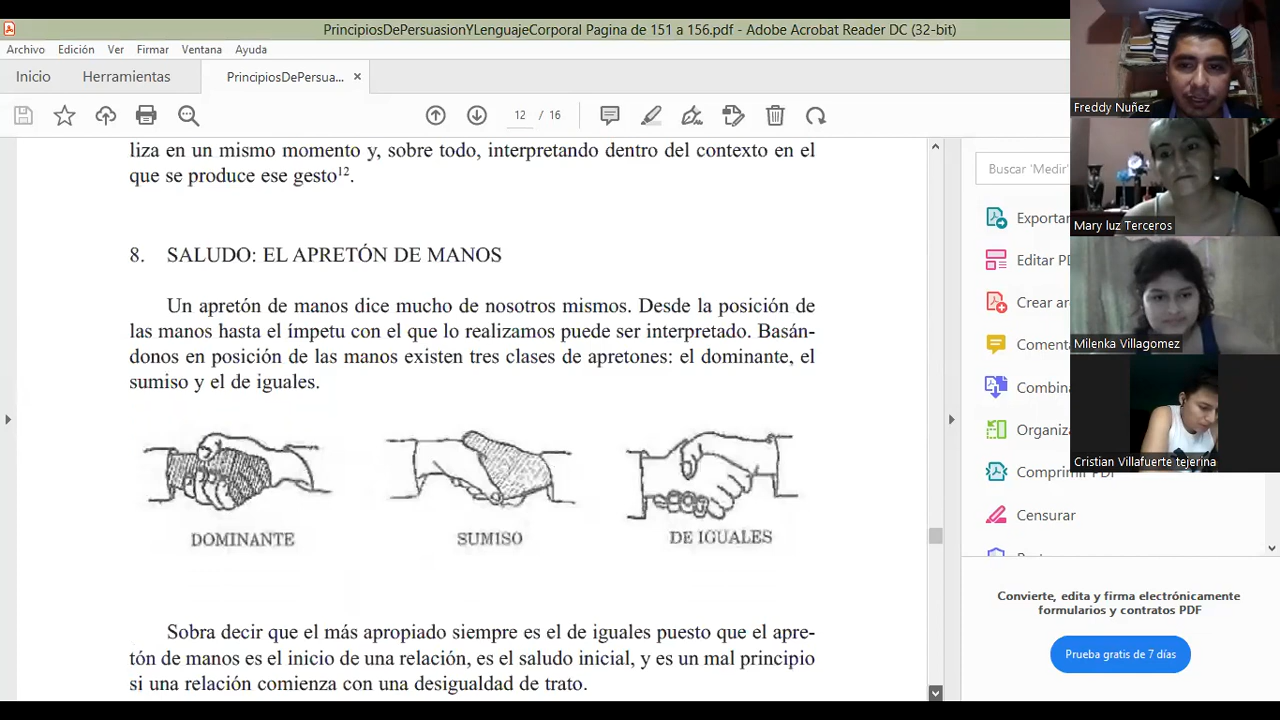 PrincipiosDePersuasionYLenguajeCorporal Pagina de 151 a 156.pdf - Adobe Acrobat Reader DC (32-bit)
Archivo Edición Ver Firmar Ventana Ayuda
Inicio Herramientas PrincipiosDePersua... ×
12 / 16
liza en un mismo momento y, sobre todo, interpretando dentro del contexto en el
que se produce ese gesto12.
8. SALUDO: EL APRETÓN DE MANOS
Un apretón de manos dice mucho de nosotros mismos. Desde la posición de
las manos hasta el ímpetu con el que lo realizamos puede ser interpretado. Basán-
donos en posición de las manos existen tres clases de apretones: el dominante, el
sumiso y el de iguales.
DOMINANTE SUMISO DE IGUALES
Sobra decir que el más apropiado siempre es el de iguales puesto que el apre-
tón de manos es el inicio de una relación, es el saludo inicial, y es un mal principio
si una relación comienza con una desigualdad de trato.
Buscar 'Medir'
Exportar
Editar PD
Crear ar
Comenta
Combina
Organiza
Comprimir PDF
Censurar
Convierte, edita y firma electrónicamente
formularios y contratos PDF
Prueba gratis de 7 días
Freddy Nuñez
Mary luz Terceros
Milenka Villagomez
Cristian Villafuerte tejerina